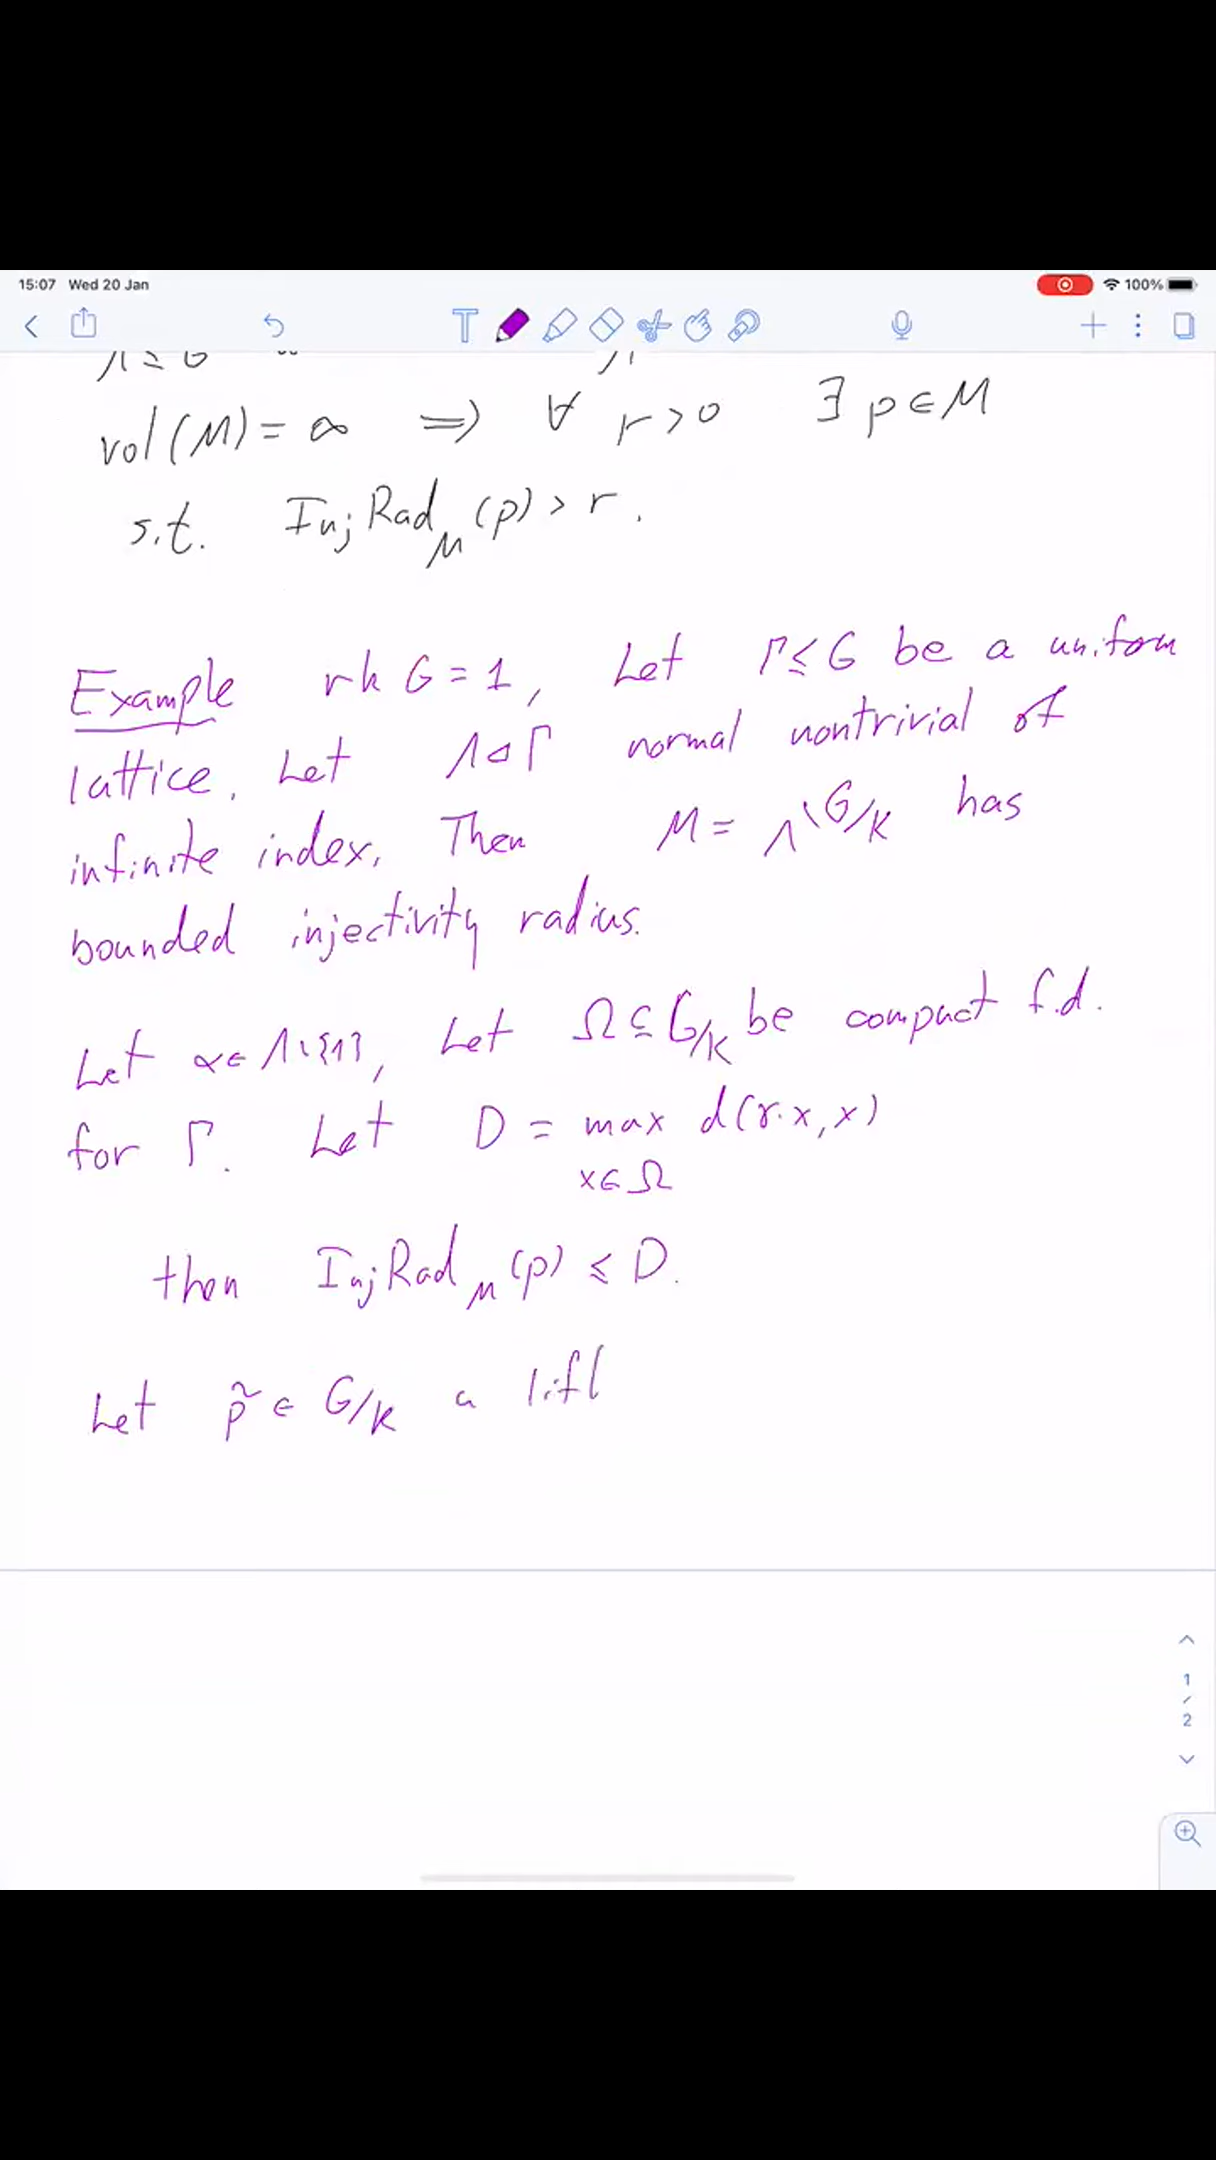 15:07 Wed 20 Jan 100%
T
Λ ≤ G
vol(M) = ∞ ⟹ ∀ r > 0 ∃ p ∈ M
s.t. InjRad_M (p) > r.
Example rk G = 1, Let Γ ≤ G be a uniform
lattice. Let Λ ◁ Γ normal nontrivial of
infinite index. Then M = Λ\G/K has
bounded injectivity radius.
Let α ∈ Λ\{1}, Let Ω ⊆ G/K be compact f.d.
for Γ. Let D = max d(γ.x, x)
x ∈ Ω
then InjRad_M (p) ≤ D.
Let p̃ ∈ G/K a lift
1
/
2